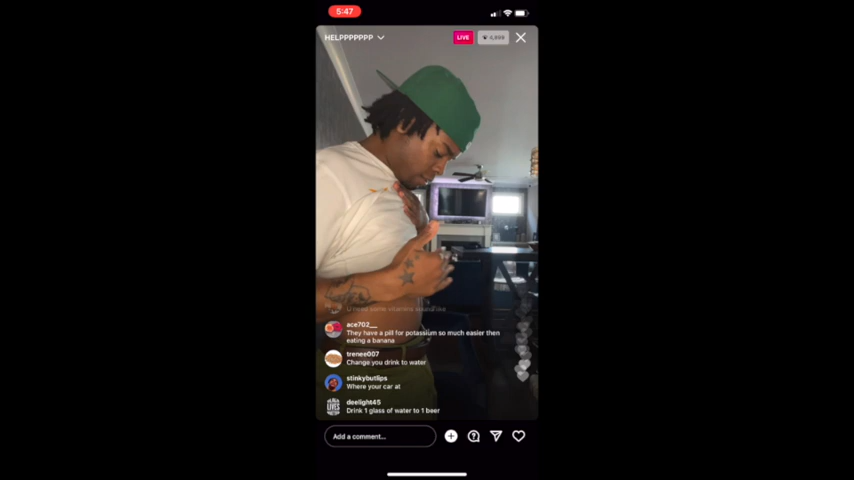 5:47
HELPPPPPPP
LIVE
ace702__
They have a pill for potassium so much easier then
eating a banana
trenee007
Change you drink to water
stinkybutlips
Where your car at
deelight45
Drink 1 glass of water to 1 beer
Add a comment...